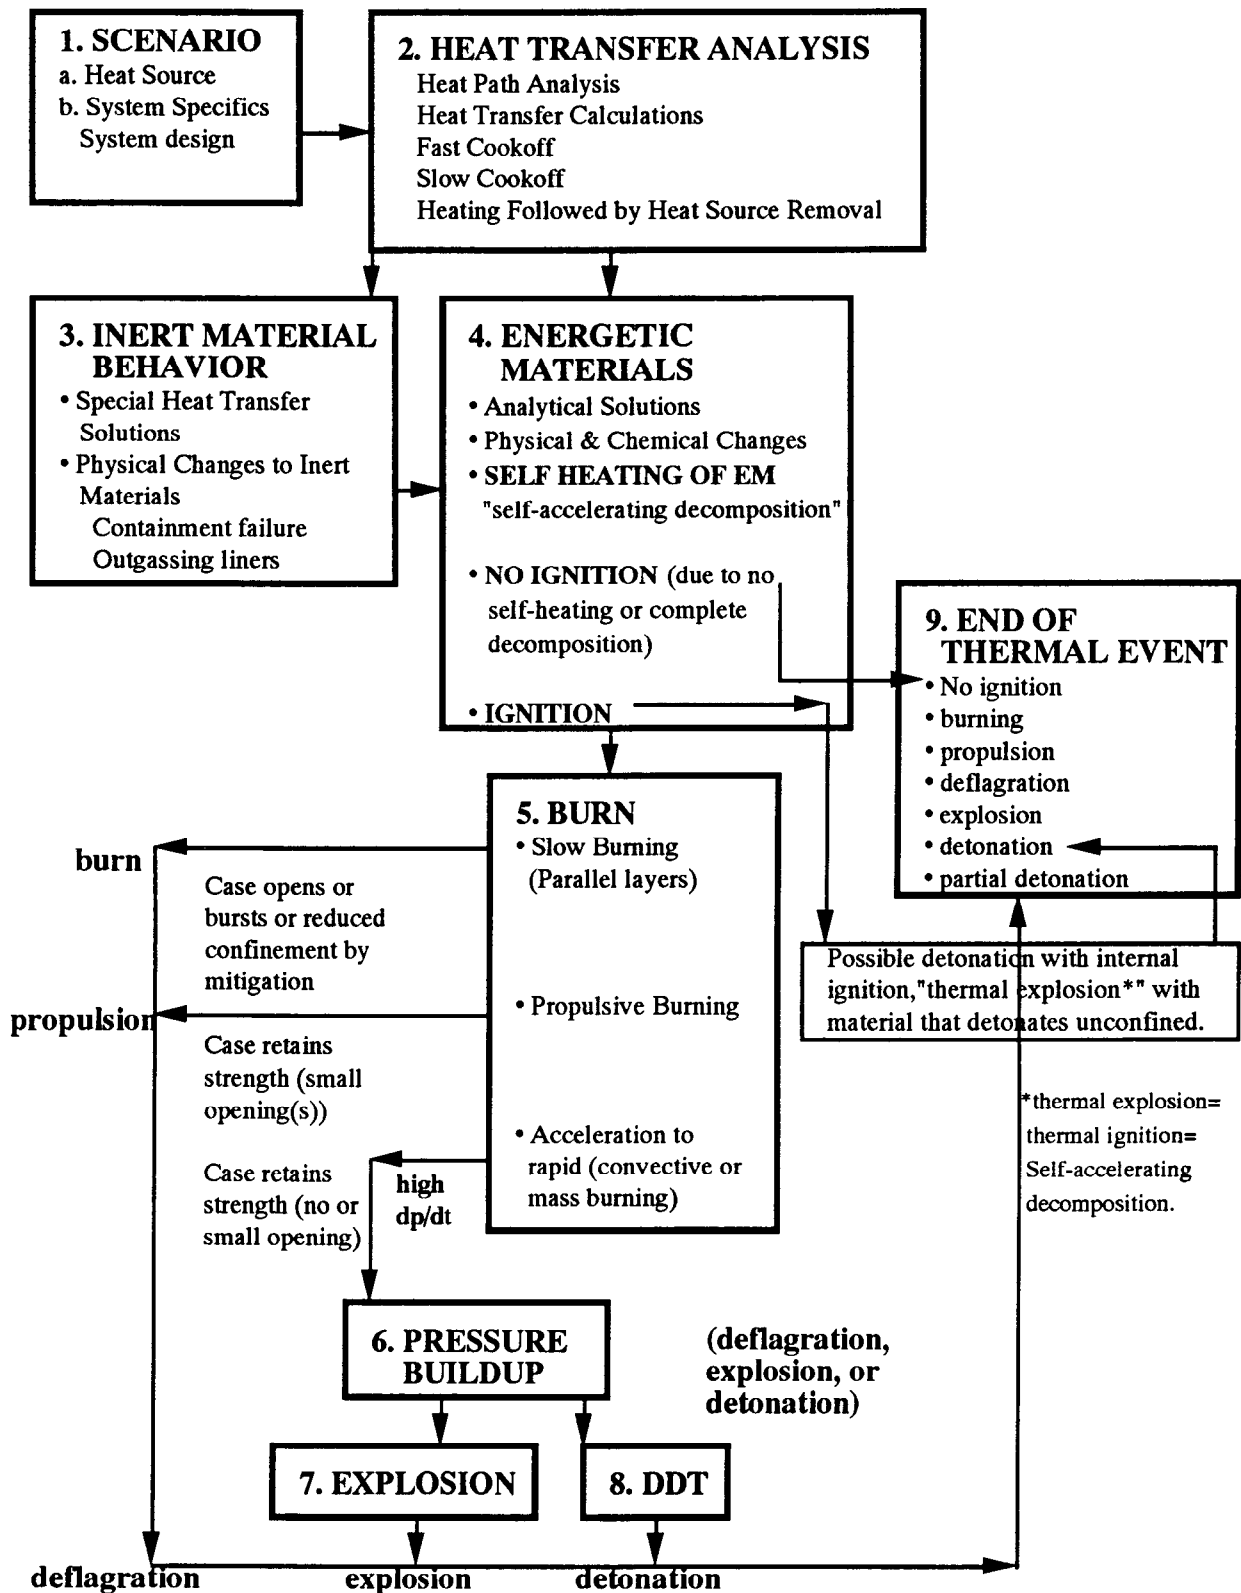 1. SCENARIO
a. Heat Source
b. System Specifics
System design
2. HEAT TRANSFER ANALYSIS
Heat Path Analysis
Heat Transfer Calculations
Fast Cookoff
Slow Cookoff
Heating Followed by Heat Source Removal
3. INERT MATERIAL
BEHAVIOR
• Special Heat Transfer
Solutions
• Physical Changes to Inert
Materials
Containment failure
Outgassing liners
4. ENERGETIC
MATERIALS
• Analytical Solutions
• Physical & Chemical Changes
• SELF HEATING OF EM
"self-accelerating decomposition"
• NO IGNITION (due to no
self-heating or complete
decomposition)
• IGNITION
9. END OF
THERMAL EVENT
• No ignition
• burning
• propulsion
• deflagration
• explosion
• detonation
• partial detonation
5. BURN
• Slow Burning
(Parallel layers)
• Propulsive Burning
• Acceleration to
rapid (convective or
mass burning)
burn
Case opens or
bursts or reduced
confinement by
mitigation
propulsion
Case retains
strength (small
opening(s))
Case retains
strength (no or
small opening)
high
dp/dt
Possible detonation with internal
ignition,"thermal explosion*" with
material that detonates unconfined.
*thermal explosion=
thermal ignition=
Self-accelerating
decomposition.
6. PRESSURE
BUILDUP
(deflagration,
explosion, or
detonation)
7. EXPLOSION
8. DDT
deflagration
explosion
detonation